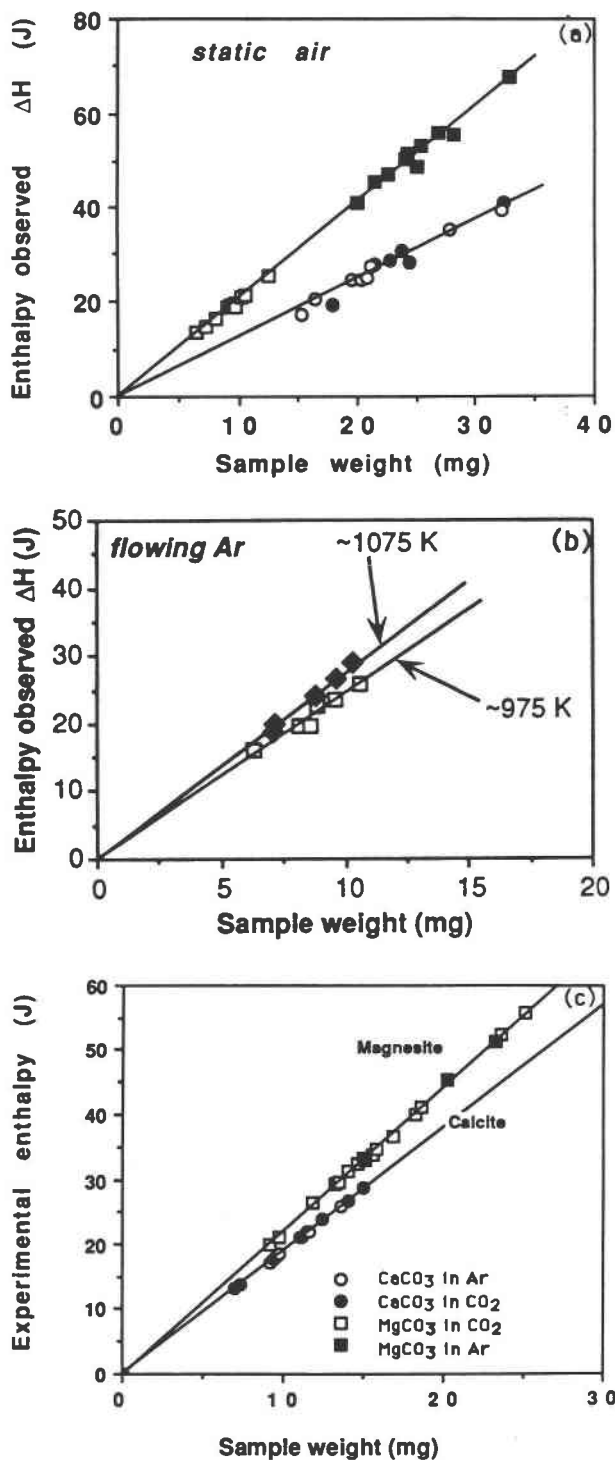 80
(a)
static air
60
40
20
0
Enthalpy observed ΔH (J)
0 10 20 30 40
Sample weight (mg)
50
(b)
flowing Ar
~1075 K
40
30
~975 K
20
10
0
Enthalpy observed ΔH (J)
0 5 10 15 20
Sample weight (mg)
60
(c)
50
Magnesite
40
Calcite
30
20
10
0
Experimental enthalpy (J)
CaCO₃ in Ar
CaCO₃ in CO₂
MgCO₃ in CO₂
MgCO₃ in Ar
0 10 20 30
Sample weight (mg)